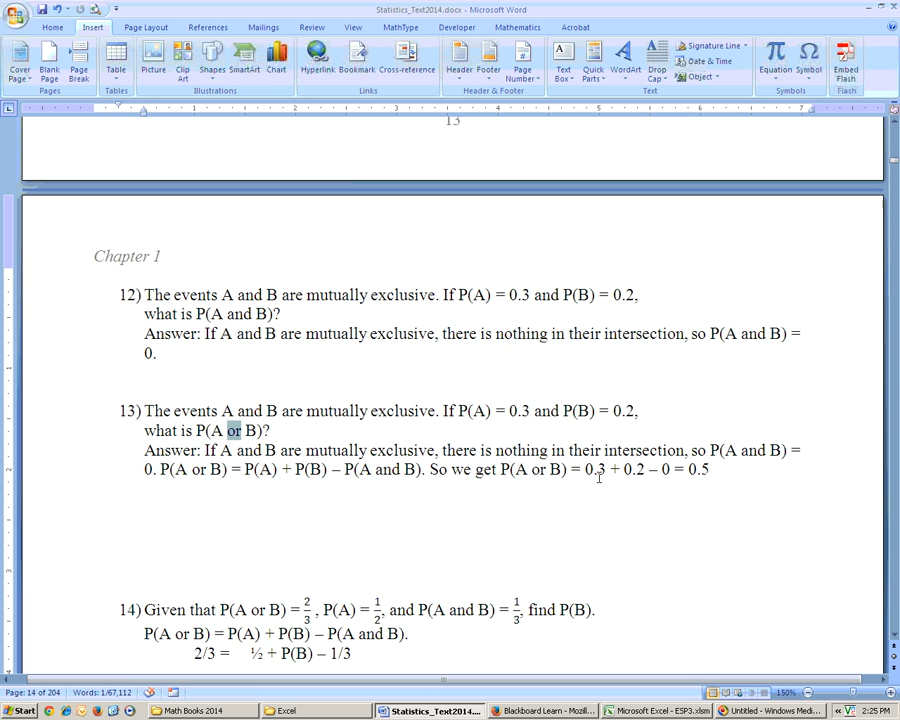 Statistics_Text2014.docx - Microsoft Word
Home Insert Page Layout References Mailings Review View MathType Developer Mathematics Acrobat
Cover Page Blank Page Page Break Table Picture Clip Art Shapes SmartArt Chart Hyperlink Bookmark Cross-reference Header Footer Page Number Text Box Quick Parts WordArt Drop Cap Signature Line Date & Time Object Equation Symbol Embed Flash
Pages Tables Illustrations Links Header & Footer Text Symbols Flash
1 2 3 4 5 6 7
Chapter 1
12) The events A and B are mutually exclusive. If P(A) = 0.3 and P(B) = 0.2,
what is P(A and B)?
Answer: If A and B are mutually exclusive, there is nothing in their intersection, so P(A and B) =
0.
13) The events A and B are mutually exclusive. If P(A) = 0.3 and P(B) = 0.2,
what is P(A or B)?
Answer: If A and B are mutually exclusive, there is nothing in their intersection, so P(A and B) =
0. P(A or B) = P(A) + P(B) – P(A and B). So we get P(A or B) = 0.3 + 0.2 – 0 = 0.5
14) Given that P(A or B) = 2/3 , P(A) = 1/2, and P(A and B) = 1/3, find P(B).
P(A or B) = P(A) + P(B) – P(A and B).
2/3 = ½ + P(B) – 1/3
Page: 14 of 204 Words: 1/67,112 150%
Start Math Books 2014 Excel Statistics_Text2014.... Blackboard Learn - Mozil... Microsoft Excel - ESP3.xlsm Untitled - Windows Medi... 2:25 PM